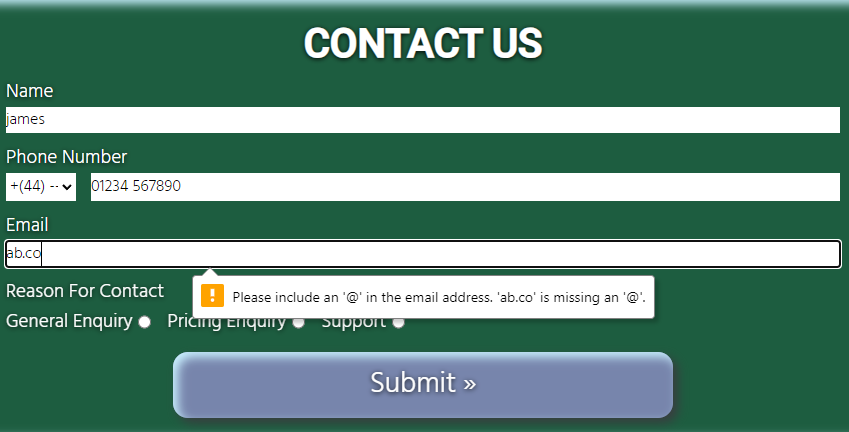 CONTACT US
Name
james
Phone Number
+(44) -- 01234 567890
Email
ab.co
Please include an '@' in the email address. 'ab.co' is missing an '@'.
Reason For Contact
General Enquiry Pricing Enquiry Support
Submit »